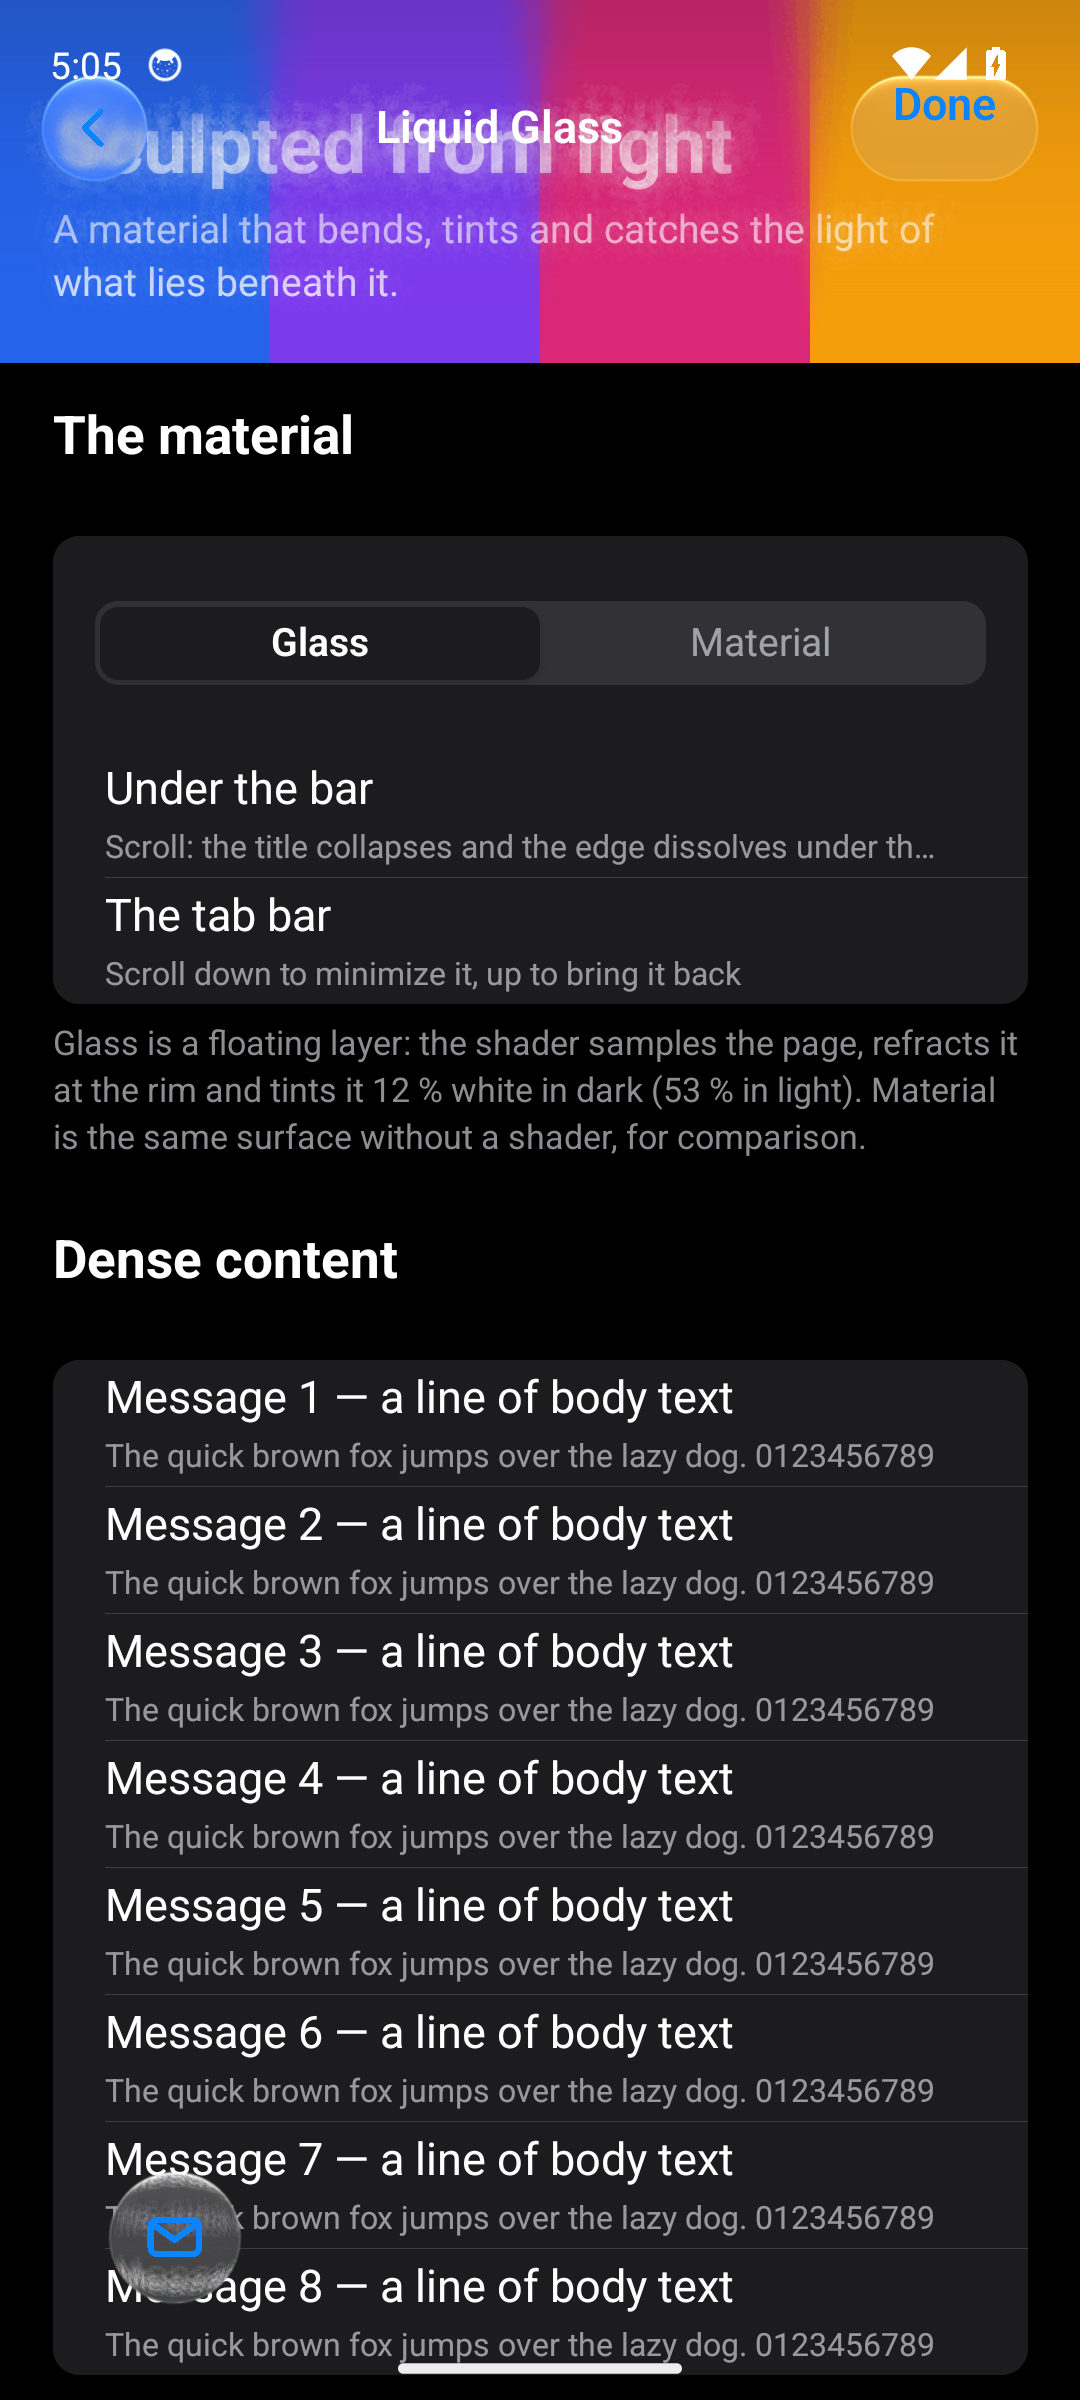 5:05
Liquid Glass
Done
sculpted from light
A material that bends, tints and catches the light of
what lies beneath it.
The material
Glass
Material
Under the bar
Scroll: the title collapses and the edge dissolves under th…
The tab bar
Scroll down to minimize it, up to bring it back
Glass is a floating layer: the shader samples the page, refracts it
at the rim and tints it 12 % white in dark (53 % in light). Material
is the same surface without a shader, for comparison.
Dense content
Message 1 — a line of body text
The quick brown fox jumps over the lazy dog. 0123456789
Message 2 — a line of body text
The quick brown fox jumps over the lazy dog. 0123456789
Message 3 — a line of body text
The quick brown fox jumps over the lazy dog. 0123456789
Message 4 — a line of body text
The quick brown fox jumps over the lazy dog. 0123456789
Message 5 — a line of body text
The quick brown fox jumps over the lazy dog. 0123456789
Message 6 — a line of body text
The quick brown fox jumps over the lazy dog. 0123456789
Message 7 — a line of body text
brown fox jumps over the lazy dog. 0123456789
Message 8 — a line of body text
The quick brown fox jumps over the lazy dog. 0123456789